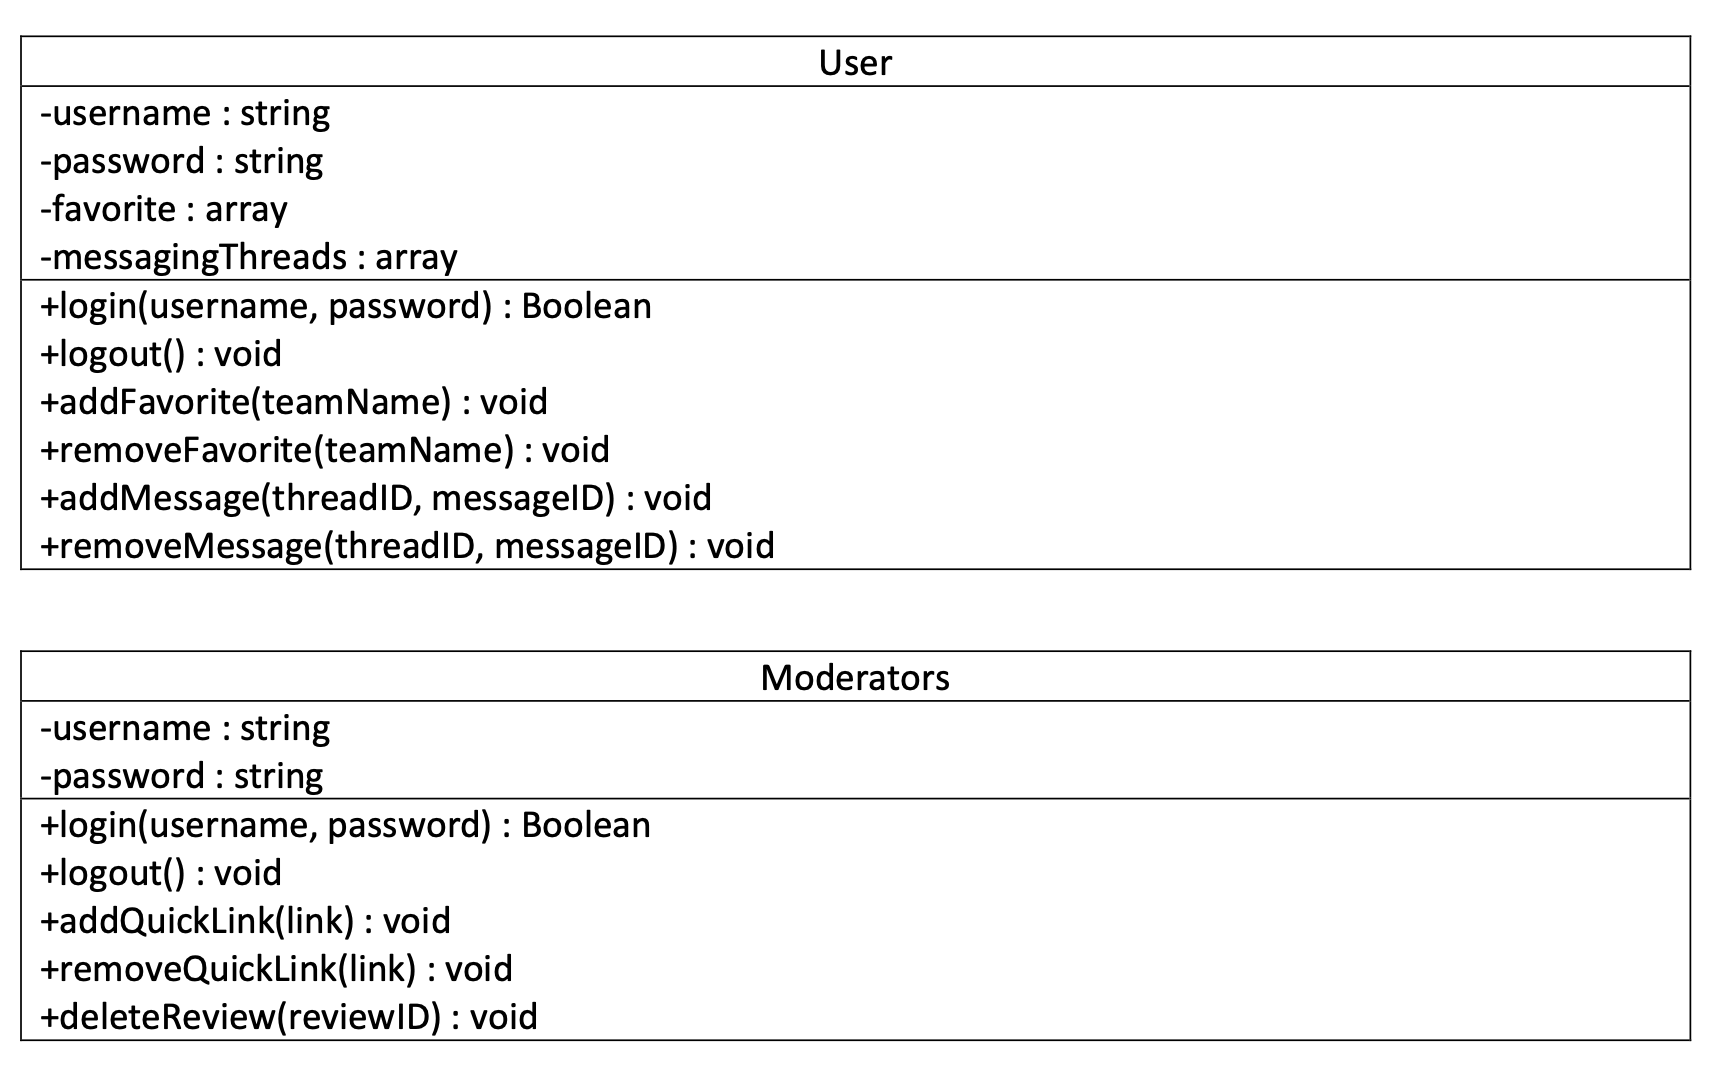 User
-username : string
-password : string
-favorite : array
-messagingThreads : array
+login(username, password) : Boolean
+logout() : void
+addFavorite(teamName) : void
+removeFavorite(teamName) : void
+addMessage(threadID, messageID) : void
+removeMessage(threadID, messageID) : void
Moderators
-username : string
-password : string
+login(username, password) : Boolean
+logout() : void
+addQuickLink(link) : void
+removeQuickLink(link) : void
+deleteReview(reviewID) : void